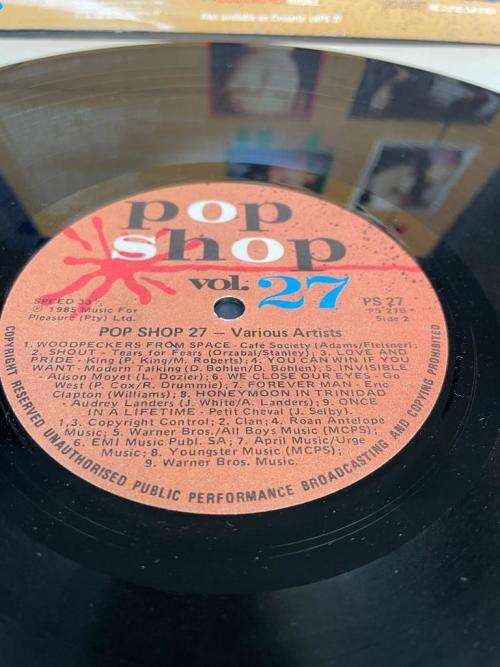 pop
shop
vol. 27
SPEED 33
℗ 1985 Music For
Pleasure (Pty) Ltd.
PS 27
Side 2
POP SHOP 27 — Various Artists
1. WOODPECKERS FROM SPACE - Café Society (Adams/Fleisner);
2. SHOUT - Tears for Fears (Orzabal/Stanley); 3. LOVE AND
PRIDE - King (P. King/M. Roberts); 4. YOU CAN WIN IF YOU
WANT - Modern Talking (D. Bohlen/D. Bohlen); 5. INVISIBLE
- Alison Moyet (L. Dozier); 6. WE CLOSE OUR EYES - Go
West (P. Cox/R. Drummie); 7. FOREVER MAN - Eric
Clapton (Williams); 8. HONEYMOON IN TRINIDAD
- Audrey Landers (J. White/A. Landers); 9. ONCE
IN A LIFETIME - Petit Cheval (J. Selby).
1,3. Copyright Control; 2. Clan; 4. Roan Antelope
Music; 5. Warner Bros./All Boys Music (MCPS);
6. EMI Music Publ. SA; 7. April Music/Urge
Music; 8. Youngster Music (MCPS);
9. Warner Bros. Music.
COPYRIGHT RESERVED UNAUTHORISED PUBLIC PERFORMANCE BROADCASTING AND COPYING PROHIBITED